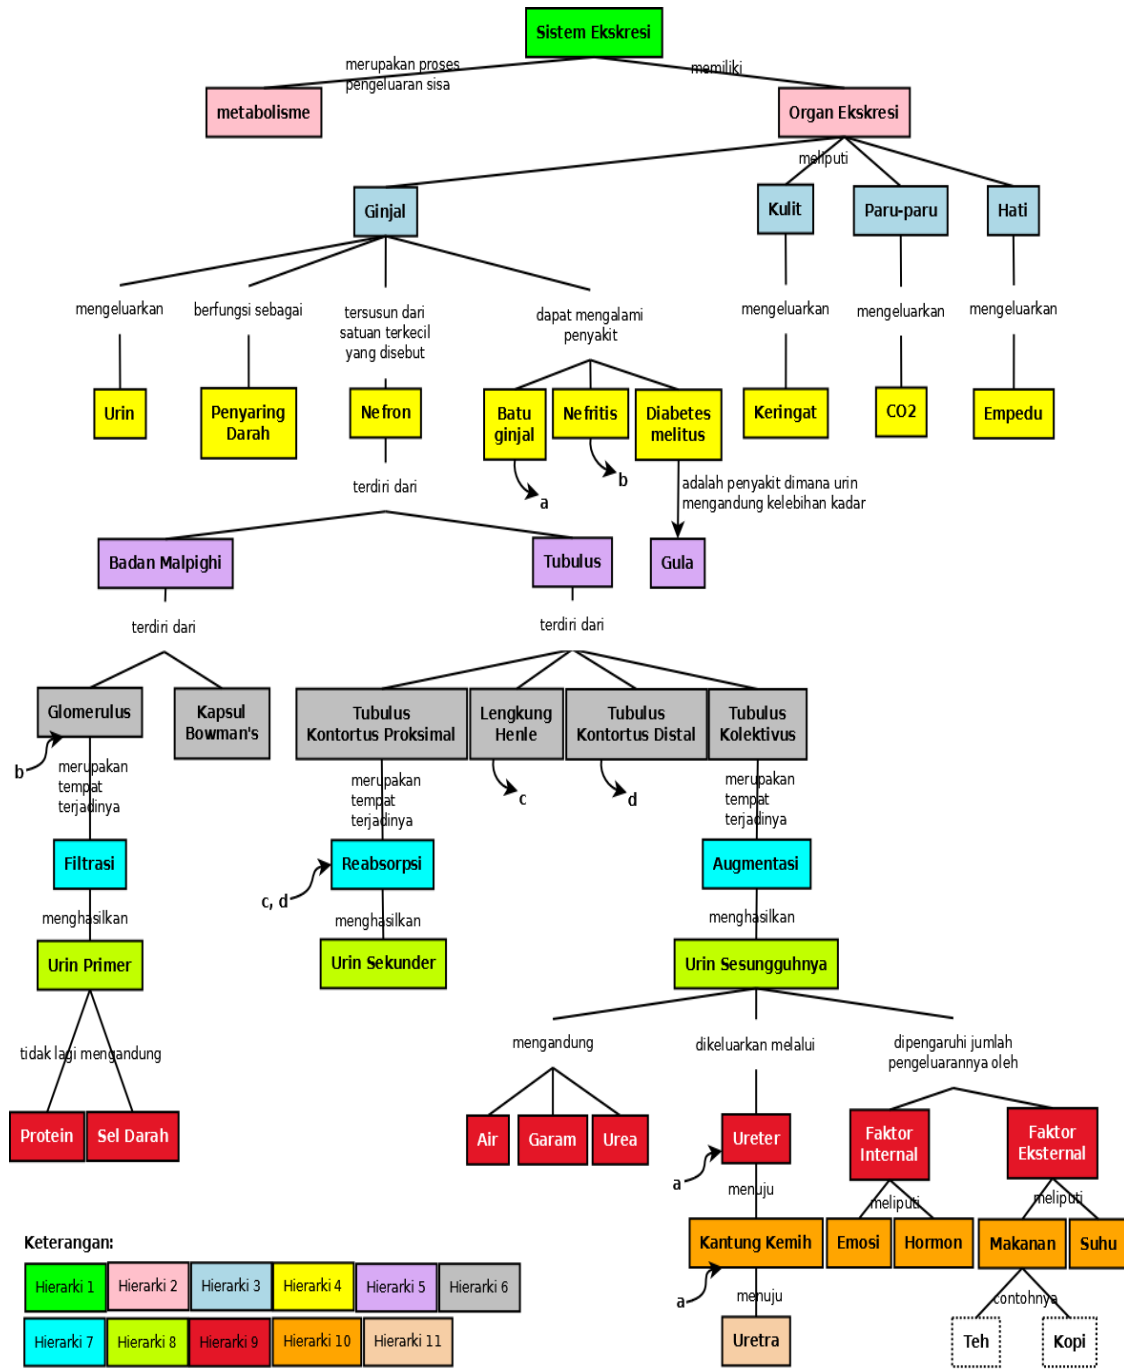 Sistem Ekskresi
merupakan proses
pengeluaran sisa
memiliki
metabolisme
Organ Ekskresi
meliputi
Ginjal
Kulit
Paru-paru
Hati
mengeluarkan
berfungsi sebagai
tersusun dari
satuan terkecil
yang disebut
dapat mengalami
penyakit
mengeluarkan
mengeluarkan
mengeluarkan
Urin
Penyaring
Darah
Nefron
Batu
ginjal
Nefritis
Diabetes
melitus
Keringat
CO2
Empedu
a
b
adalah penyakit dimana urin
mengandung kelebihan kadar
terdiri dari
Badan Malpighi
Tubulus
Gula
terdiri dari
terdiri dari
Glomerulus
Kapsul
Bowman's
Tubulus
Kontortus Proksimal
Lengkung
Henle
Tubulus
Kontortus Distal
Tubulus
Kolektivus
b
merupakan
tempat
terjadinya
merupakan
tempat
terjadinya
c
d
merupakan
tempat
terjadinya
Filtrasi
Reabsorpsi
Augmentasi
c, d
menghasilkan
menghasilkan
menghasilkan
Urin Primer
Urin Sekunder
Urin Sesungguhnya
tidak lagi mengandung
mengandung
dikeluarkan melalui
dipengaruhi jumlah
pengeluarannya oleh
Protein
Sel Darah
Air
Garam
Urea
Ureter
Faktor
Internal
Faktor
Eksternal
a
menuju
meliputi
meliputi
Kantung Kemih
Emosi
Hormon
Makanan
Suhu
a
menuju
contohnya
Uretra
Teh
Kopi
Keterangan:
Hierarki 1
Hierarki 2
Hierarki 3
Hierarki 4
Hierarki 5
Hierarki 6
Hierarki 7
Hierarki 8
Hierarki 9
Hierarki 10
Hierarki 11